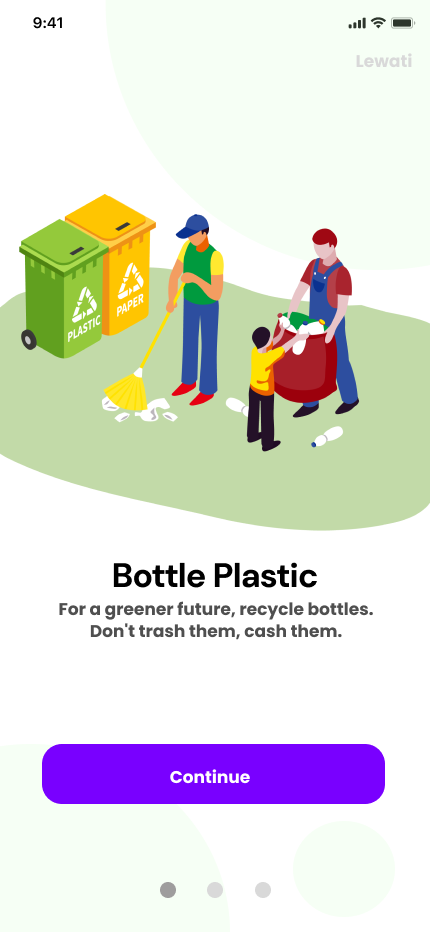 9:41
Lewati
PLASTIC
PAPER
Bottle Plastic
For a greener future, recycle bottles.
Don't trash them, cash them.
Continue